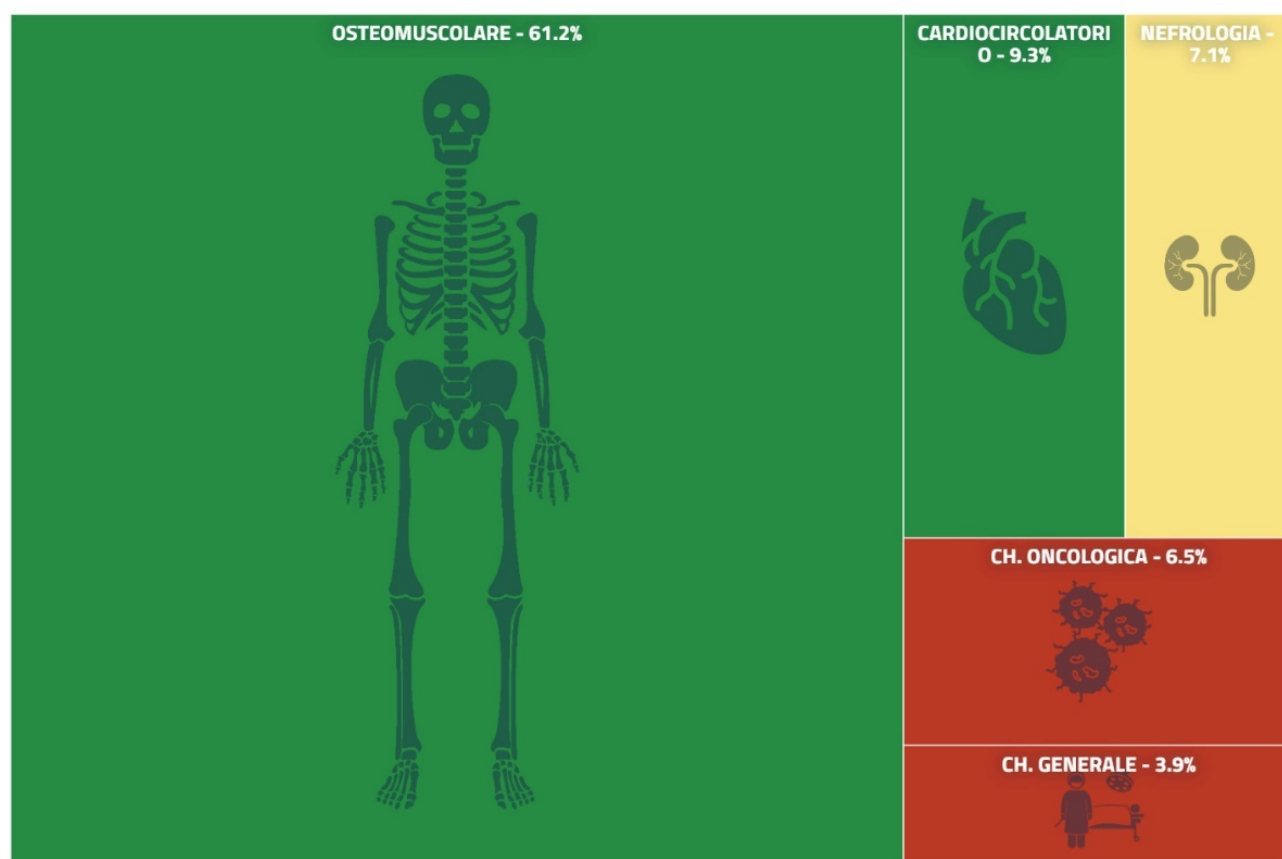 OSTEOMUSCOLARE - 61.2%
CARDIOCIRCOLATORI
O - 9.3%
NEFROLOGIA -
7.1%
CH. ONCOLOGICA - 6.5%
CH. GENERALE - 3.9%